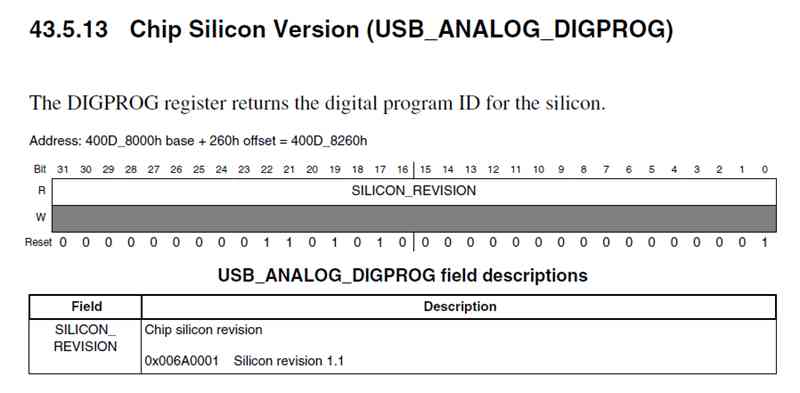 43.5.13 Chip Silicon Version (USB_ANALOG_DIGPROG)
The DIGPROG register returns the digital program ID for the silicon.
Address: 400D_8000h base + 260h offset = 400D_8260h
Bit 31 30 29 28 27 26 25 24 23 22 21 20 19 18 17 16 15 14 13 12 11 10 9 8 7 6 5 4 3 2 1 0
R SILICON_REVISION
W
Reset 0 0 0 0 0 0 0 0 0 1 1 0 1 0 1 0 0 0 0 0 0 0 0 0 0 0 0 0 0 0 0 1
USB_ANALOG_DIGPROG field descriptions
Field Description
SILICON_ Chip silicon revision
REVISION
0x006A0001 Silicon revision 1.1